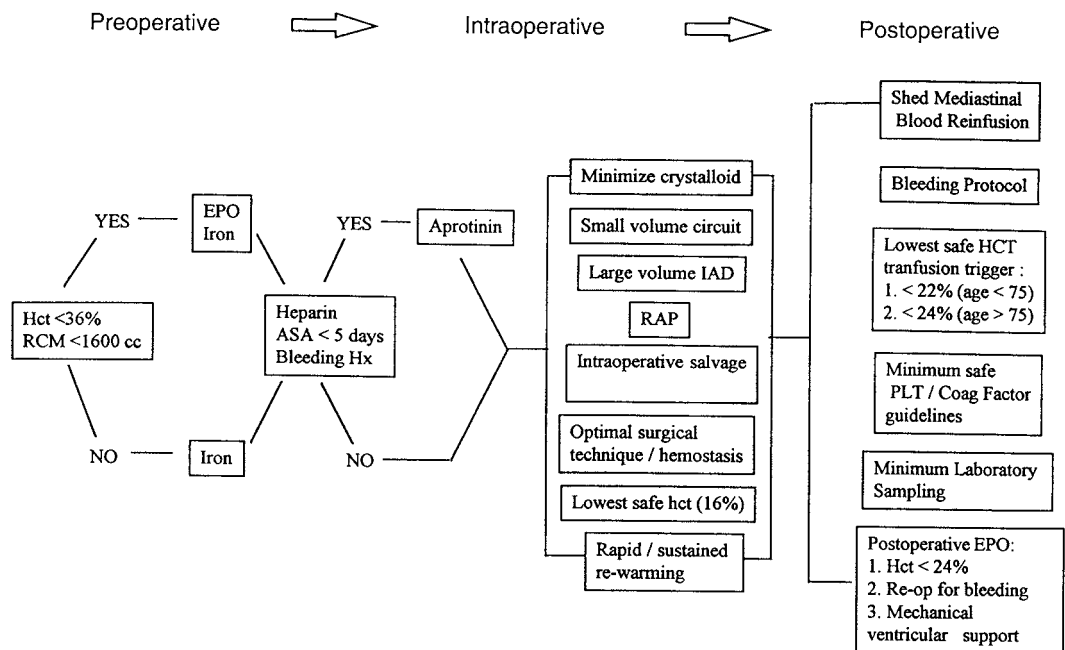 Preoperative
Intraoperative
Postoperative
Hct <36%
RCM <1600 cc
YES
EPO
Iron
NO
Iron
Heparin
ASA < 5 days
Bleeding Hx
YES
Aprotinin
NO
Minimize crystalloid
Small volume circuit
Large volume IAD
RAP
Intraoperative salvage
Optimal surgical
technique / hemostasis
Lowest safe hct (16%)
Rapid / sustained
re-warming
Shed Mediastinal
Blood Reinfusion
Bleeding Protocol
Lowest safe HCT
tranfusion trigger :
1. < 22% (age < 75)
2. < 24% (age > 75)
Minimum safe
PLT / Coag Factor
guidelines
Minimum Laboratory
Sampling
Postoperative EPO:
1. Hct < 24%
2. Re-op for bleeding
3. Mechanical
ventricular support